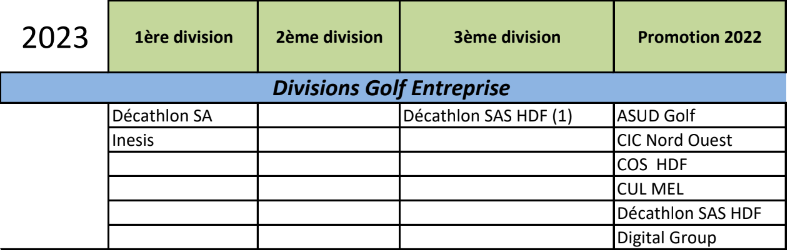 2023 1ère division 2ème division 3ème division Promotion 2022
Divisions Golf Entreprise
Décathlon SA Décathlon SAS HDF (1) ASUD Golf
Inesis CIC Nord Ouest
COS  HDF
CUL MEL
Décathlon SAS HDF
Digital Group